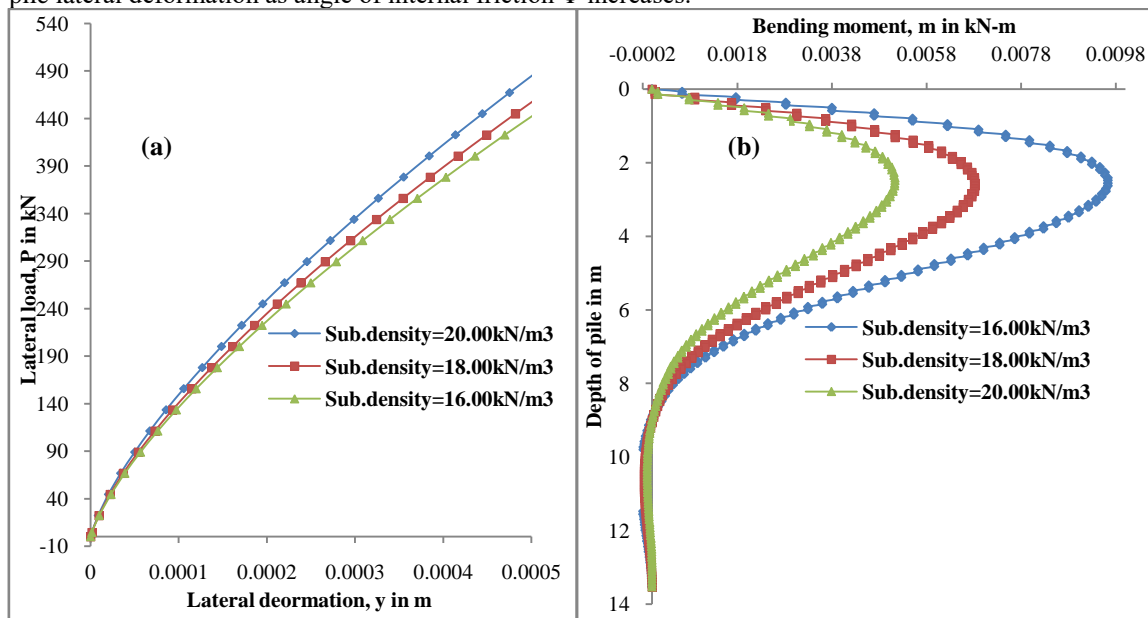 pile lateral deformation as angle of internal friction increases.
540
490
440
390
340
290
240
190
140
90
40
-10
Lateral load, P in kN
(a)
Sub.density=20.00kN/m3
Sub.density=18.00kN/m3
Sub.density=16.00kN/m3
0 0.0001 0.0002 0.0003 0.0004 0.0005
Lateral deormation, y in m
Bending moment, m in kN-m
-0.0002 0.0018 0.0038 0.0058 0.0078 0.0098
0
2
4
6
8
10
12
14
Depth of pile in m
(b)
Sub.density=16.00kN/m3
Sub.density=18.00kN/m3
Sub.density=20.00kN/m3